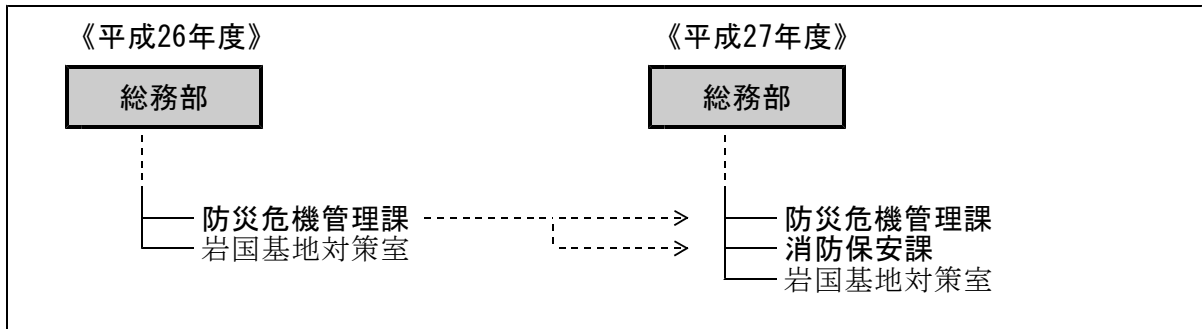 《平成26年度》 《平成27年度》
総務部 総務部
防災危機管理課 防災危機管理課
岩国基地対策室 消防保安課
岩国基地対策室